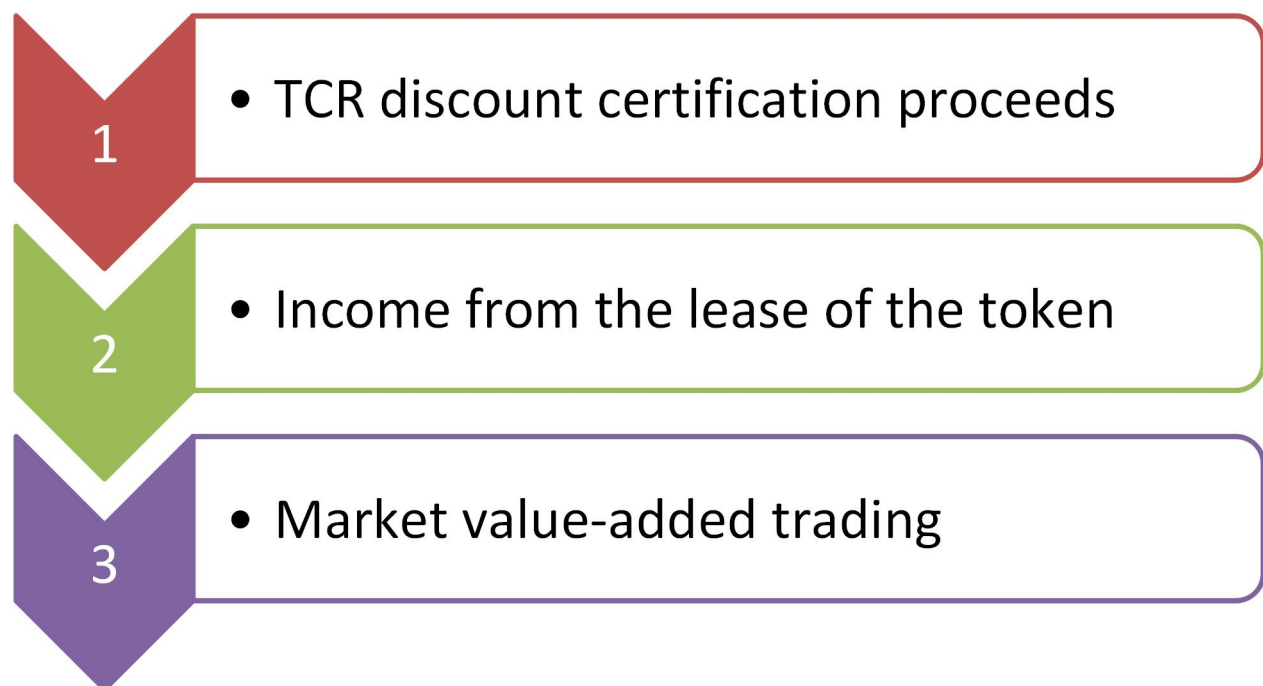 1
• TCR discount certification proceeds
2
• Income from the lease of the token
3
• Market value-added trading